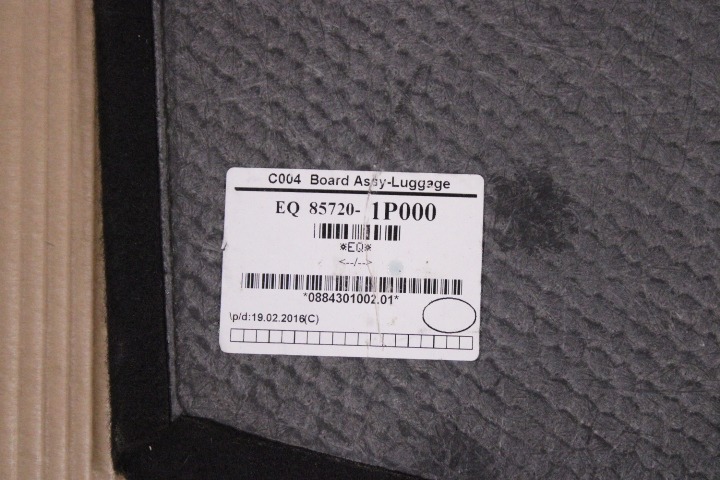 C004 Board Assy-Luggage
EQ 85720- 1P000
*EQ*
<--/-->
*0884301002.01*
\p/d:19.02.2016(C)